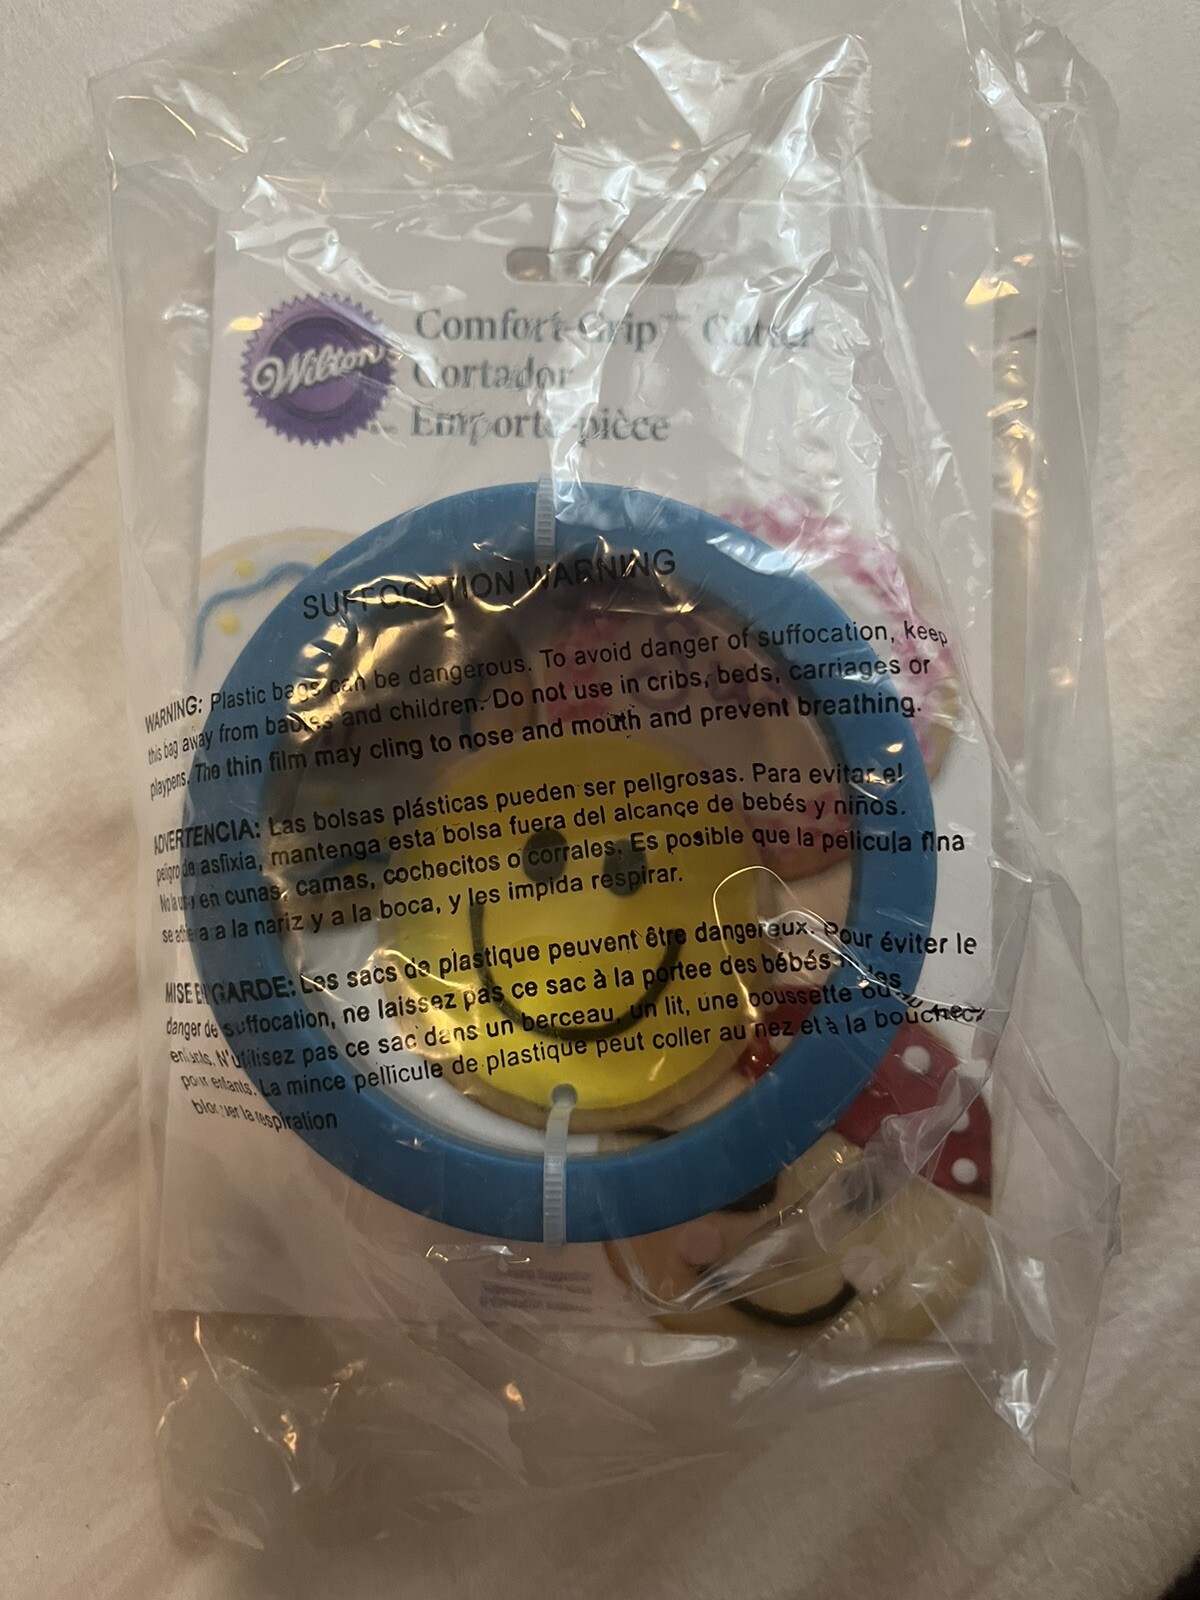 Wilton
Comfort-Grip™ Cutter
Cortador
Emporte-pièce
SUFFOCATION WARNING
WARNING: Plastic bags can be dangerous. To avoid danger of suffocation, keep
this bag away from babies and children. Do not use in cribs, beds, carriages or
playpens. The thin film may cling to nose and mouth and prevent breathing.
ADVERTENCIA: Las bolsas plásticas pueden ser peligrosas. Para evitar el
peligro de asfixia, mantenga esta bolsa fuera del alcance de bebés y niños.
No la use en cunas, camas, cochecitos o corrales. Es posible que la película fina
se adhiera a la nariz y a la boca, y les impida respirar.
MISE EN GARDE: Les sacs de plastique peuvent être dangereux. Pour éviter le
danger de suffocation, ne laissez pas ce sac à la portee des bébés des
enfants. N'utilisez pas ce sac dans un berceau, un lit, une poussette ou
pour enfants. La mince pellicule de plastique peut coller au nez et à la bouche
bloquer la respiration